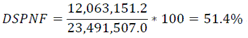 DSPNF = 12,063,151.2 / 23,491,507.0 * 100 = 51.4%